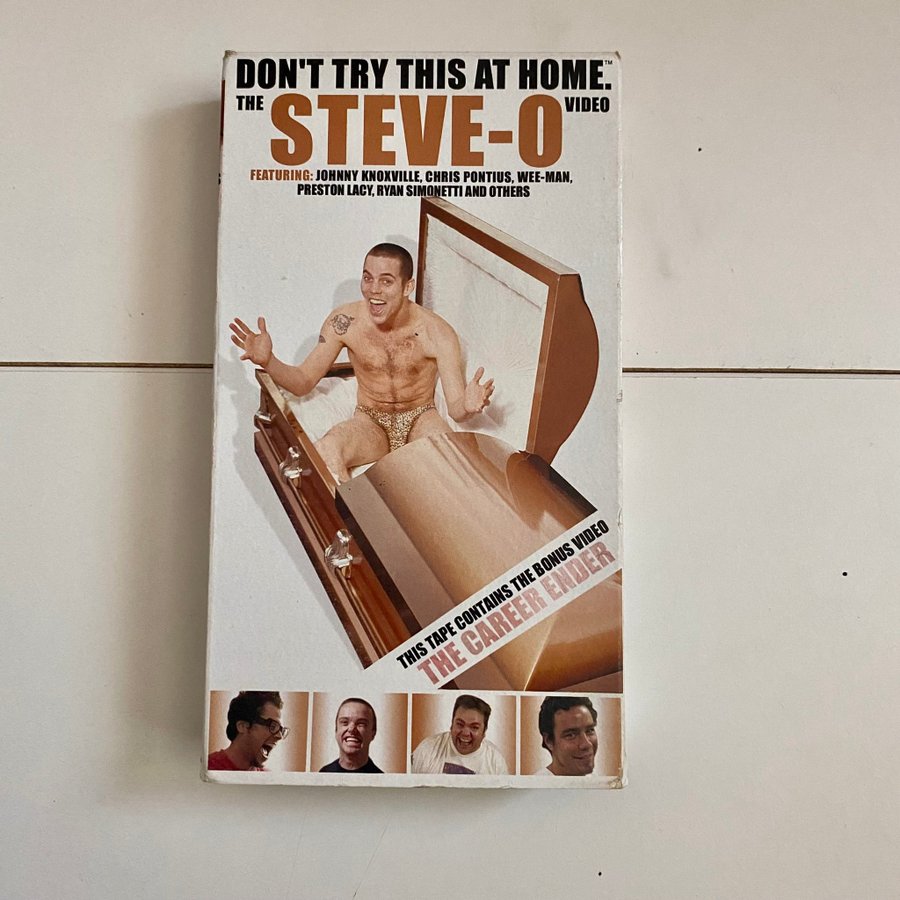 DON'T TRY THIS AT HOME.™
THE STEVE-O VIDEO
FEATURING: JOHNNY KNOXVILLE, CHRIS PONTIUS, WEE-MAN,
PRESTON LACY, RYAN SIMONETTI AND OTHERS
THIS TAPE CONTAINS THE BONUS VIDEO
THE CAREER ENDER